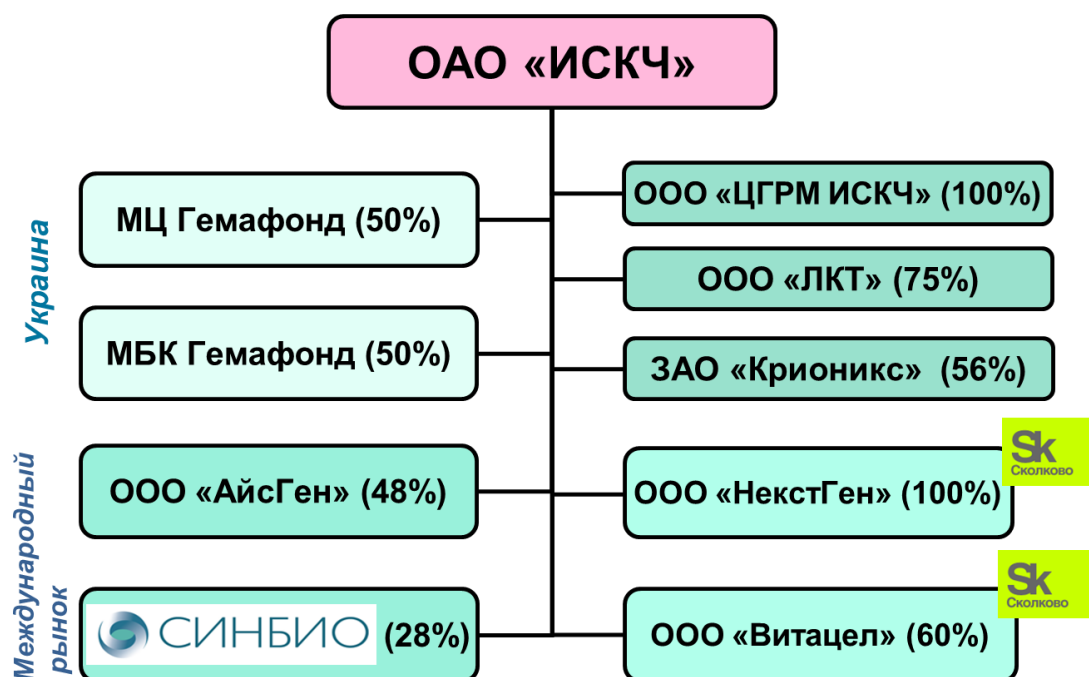 ОАО «ИСКЧ»
Украина
МЦ Гемафонд (50%)
МБК Гемафонд (50%)
Международный
рынок
ООО «АйсГен» (48%)
СИНБИО (28%)
ООО «ЦГРМ ИСКЧ» (100%)
ООО «ЛКТ» (75%)
ЗАО «Крионикс» (56%)
Sk
Сколково
ООО «НекстГен» (100%)
Sk
Сколково
ООО «Витацел» (60%)